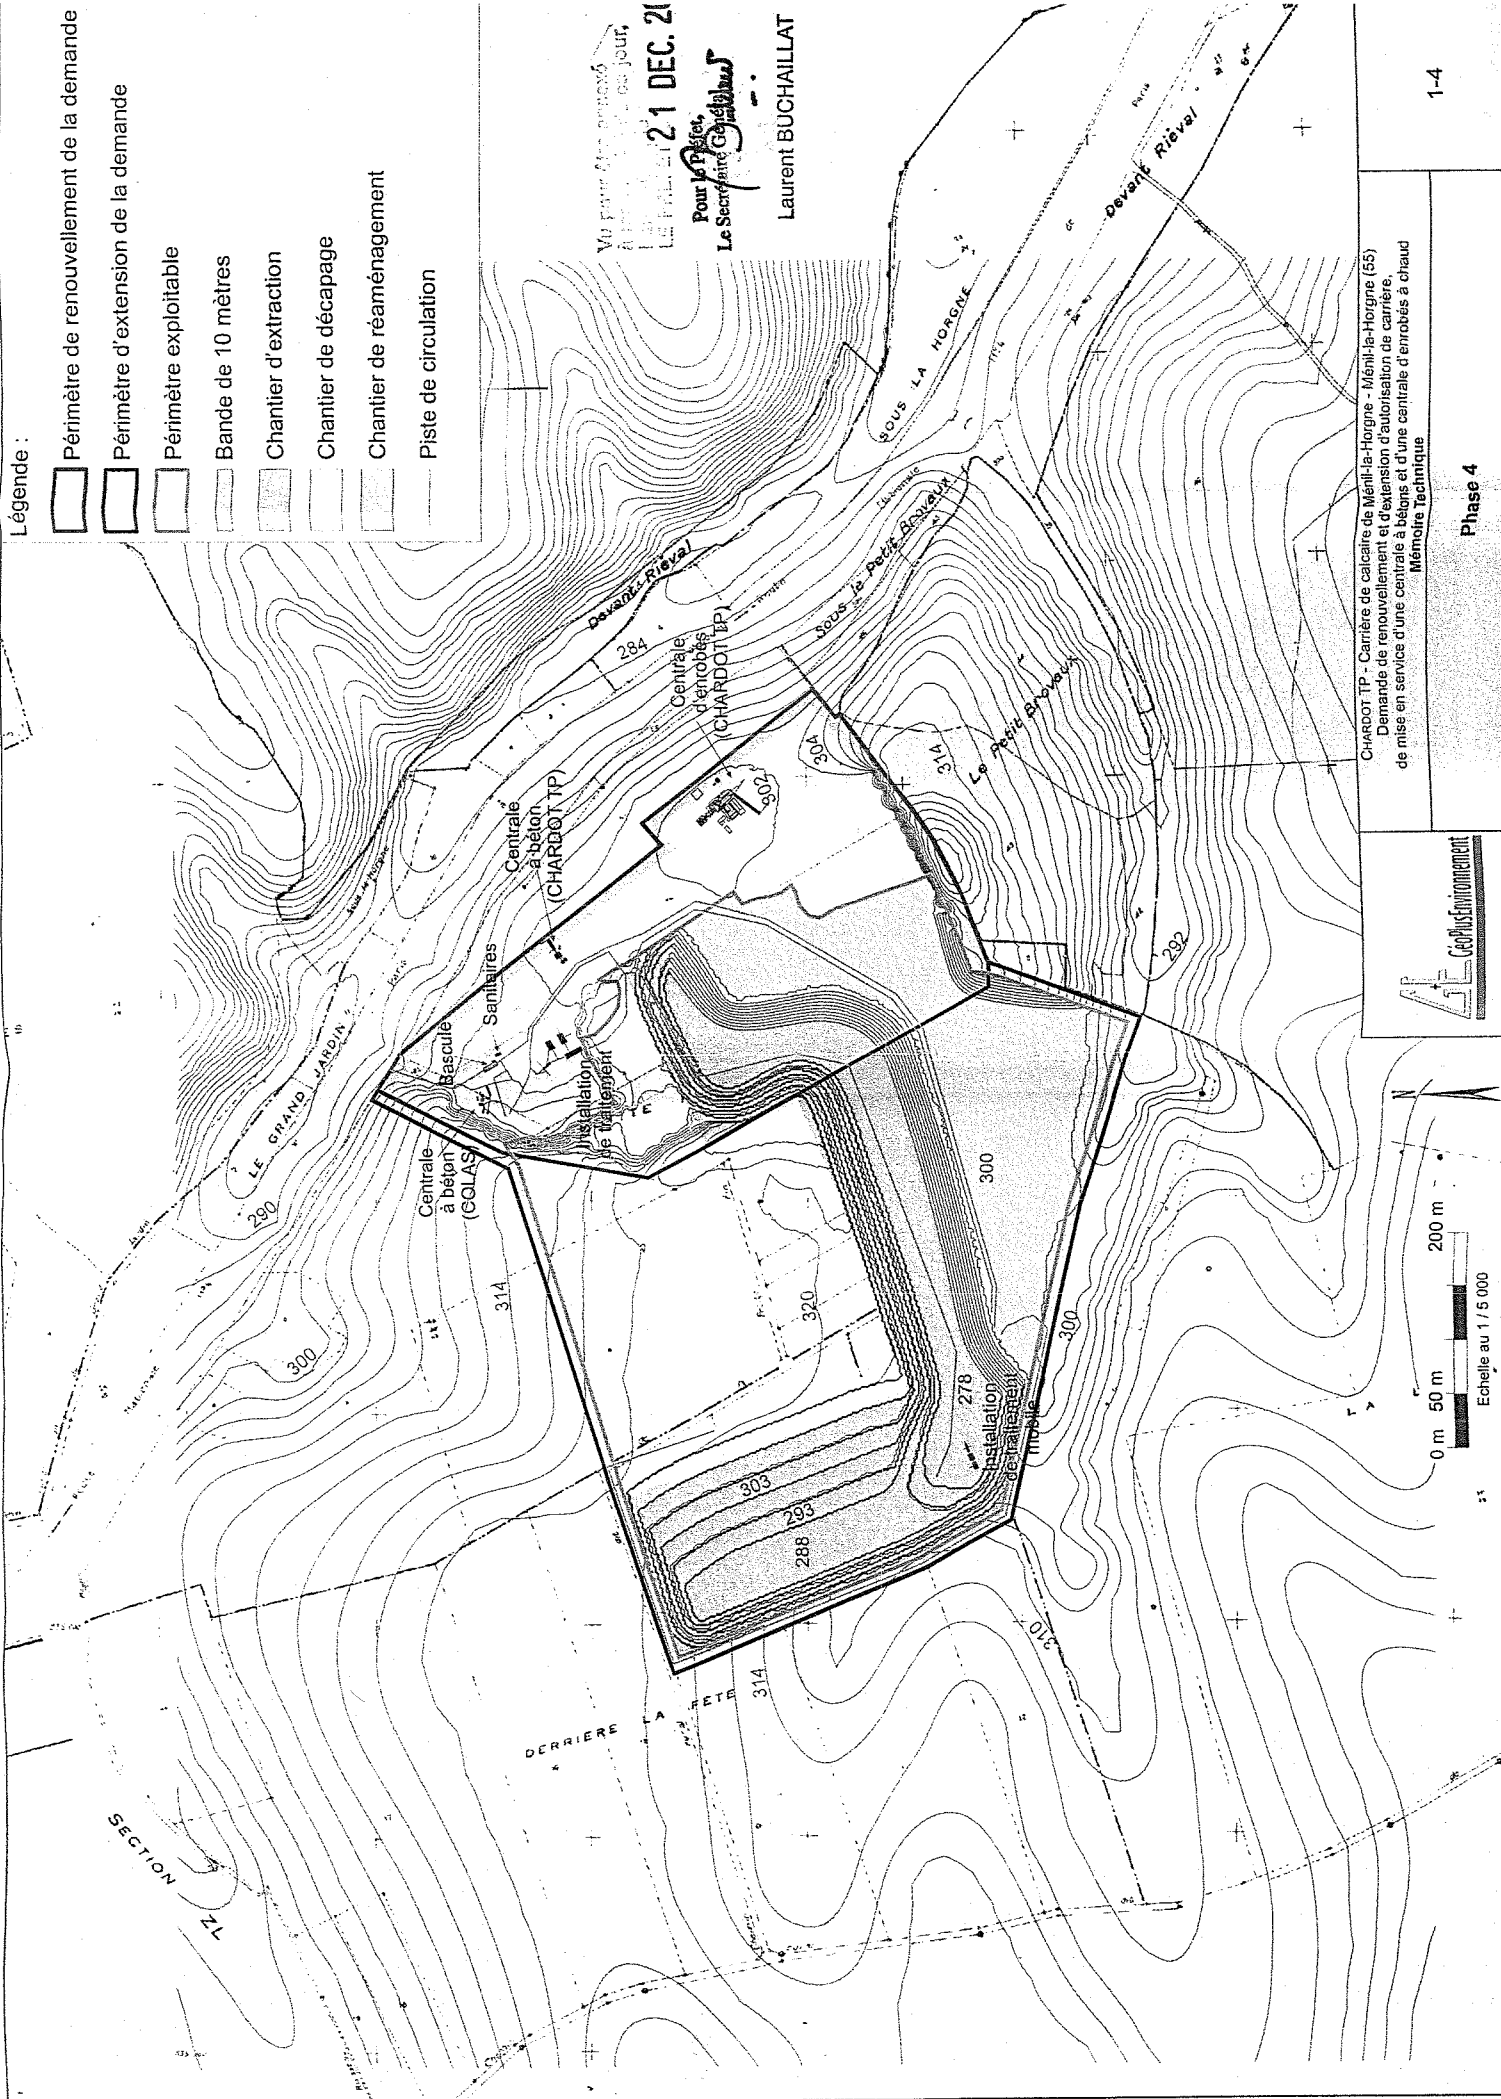 Légende :
Périmètre de renouvellement de la demande
Périmètre d'extension de la demande
Périmètre exploitable
Bande de 10 mètres
Chantier d'extraction
Chantier de décapage
Chantier de réaménagement
Piste de circulation
21 DEC. 20
Pour le Préfet,
Le Secrétaire Général
Laurent BUCHAILLAT
SECTION
ZL
DERRIERE LA FETE
LE GRAND JARDIN
Devant Riéval
Sous le Petit Brovaux
Le Petit Brovaux
SOUS LA HORGNE
Devant Riéval
Centrale
à béton
(COLAS)
Bascule
Sanitaires
Installation
de traitement
Centrale
à béton
(CHARDOT TP)
Centrale
d'enrobés
(CHARDOT TP)
Installation
de traitement
mobile
290
300
314
284
302
304
314
292
320
300
300
278
303
293
288
314
310
0 m
50 m
200 m
Echelle au 1 / 5 000
GéoPlusEnvironnement
CHARDOT TP - Carrière de calcaire de Ménil-la-Horgne - Ménil-la-Horgne (55)
Demande de renouvellement et d'extension d'autorisation de carrière,
de mise en service d'une centrale à bétons et d'une centrale d'enrobés à chaud
Mémoire Technique
Phase 4
1-4